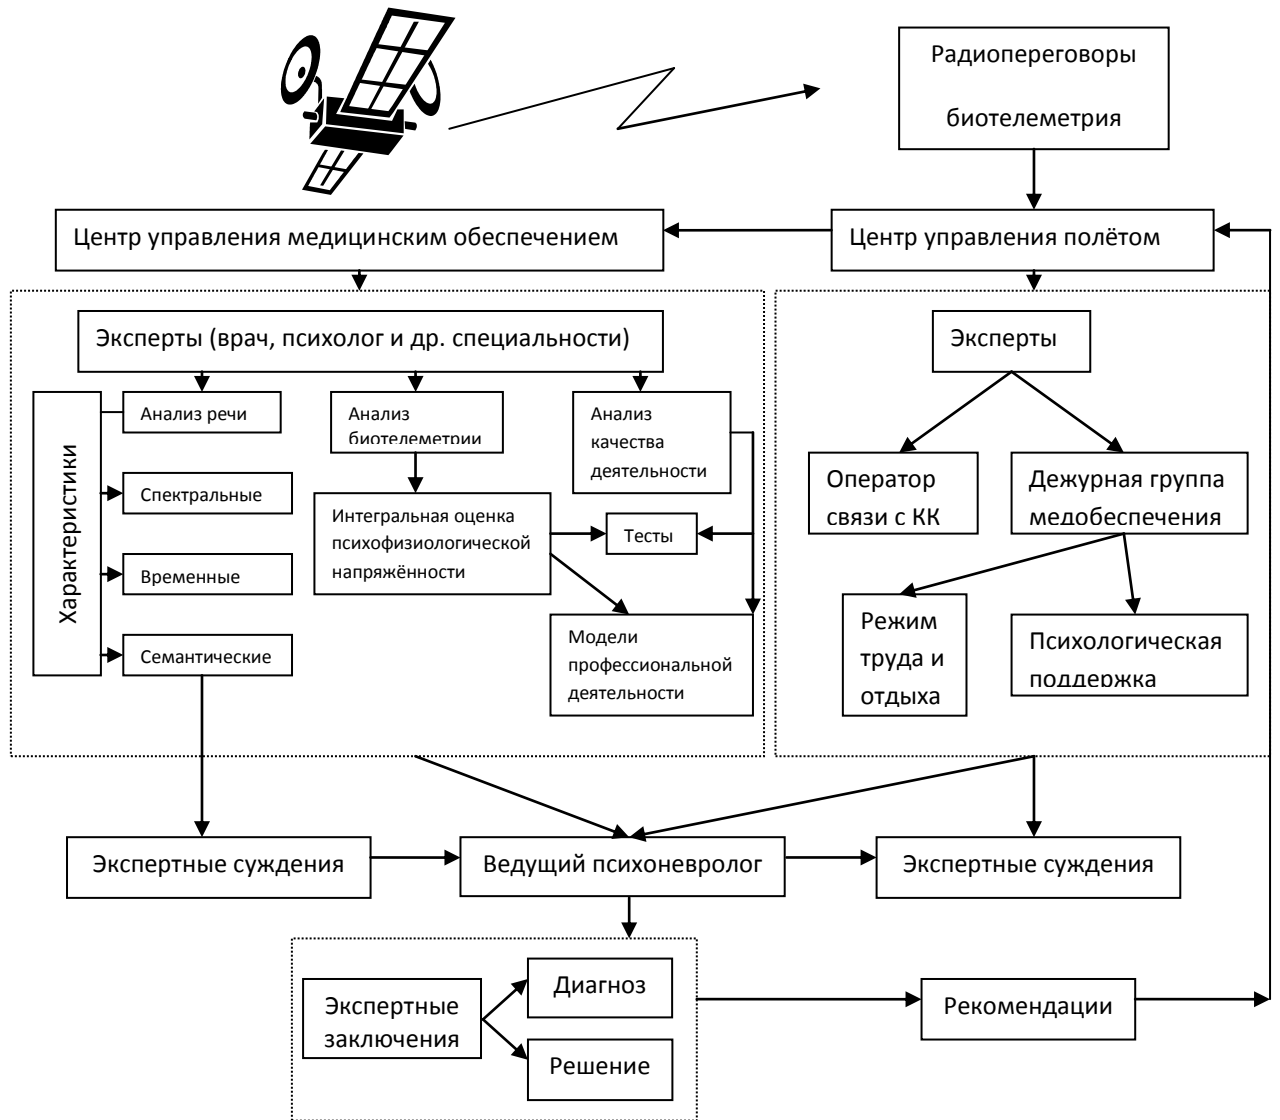 Радиопереговоры
биотелеметрия
Центр управления медицинским обеспечением
Центр управления полётом
Эксперты (врач, психолог и др. специальности)
Эксперты
Характеристики
Анализ речи
Анализ
биотелеметрии
Анализ
качества
деятельности
Оператор
связи с КК
Дежурная группа
медобеспечения
Спектральные
Интегральная оценка
психофизиологической
напряжённости
Тесты
Временные
Семантические
Модели
профессиональной
деятельности
Режим
труда и
отдыха
Психологическая
поддержка
Экспертные суждения
Ведущий психоневролог
Экспертные суждения
Экспертные
заключения
Диагноз
Решение
Рекомендации